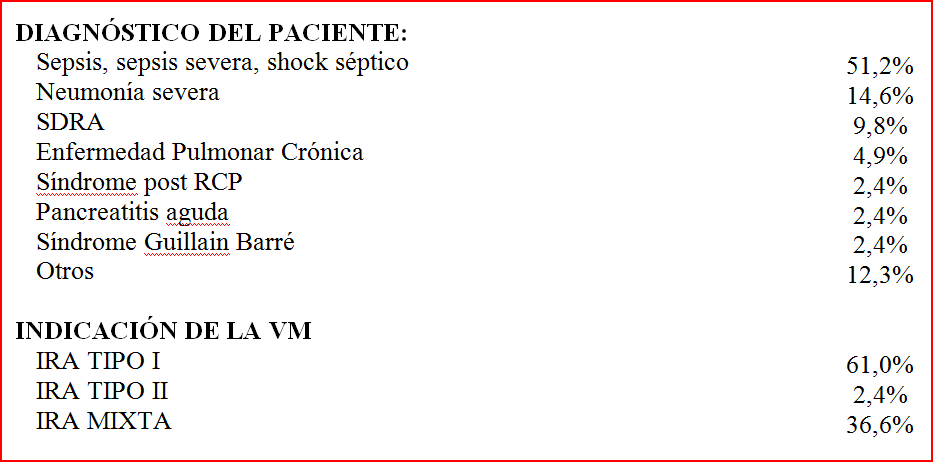 DIAGNÓSTICO DEL PACIENTE:
Sepsis, sepsis severa, shock séptico 51,2%
Neumonía severa 14,6%
SDRA 9,8%
Enfermedad Pulmonar Crónica 4,9%
Síndrome post RCP 2,4%
Pancreatitis aguda 2,4%
Síndrome Guillain Barré 2,4%
Otros 12,3%
INDICACIÓN DE LA VM
IRA TIPO I 61,0%
IRA TIPO II 2,4%
IRA MIXTA 36,6%